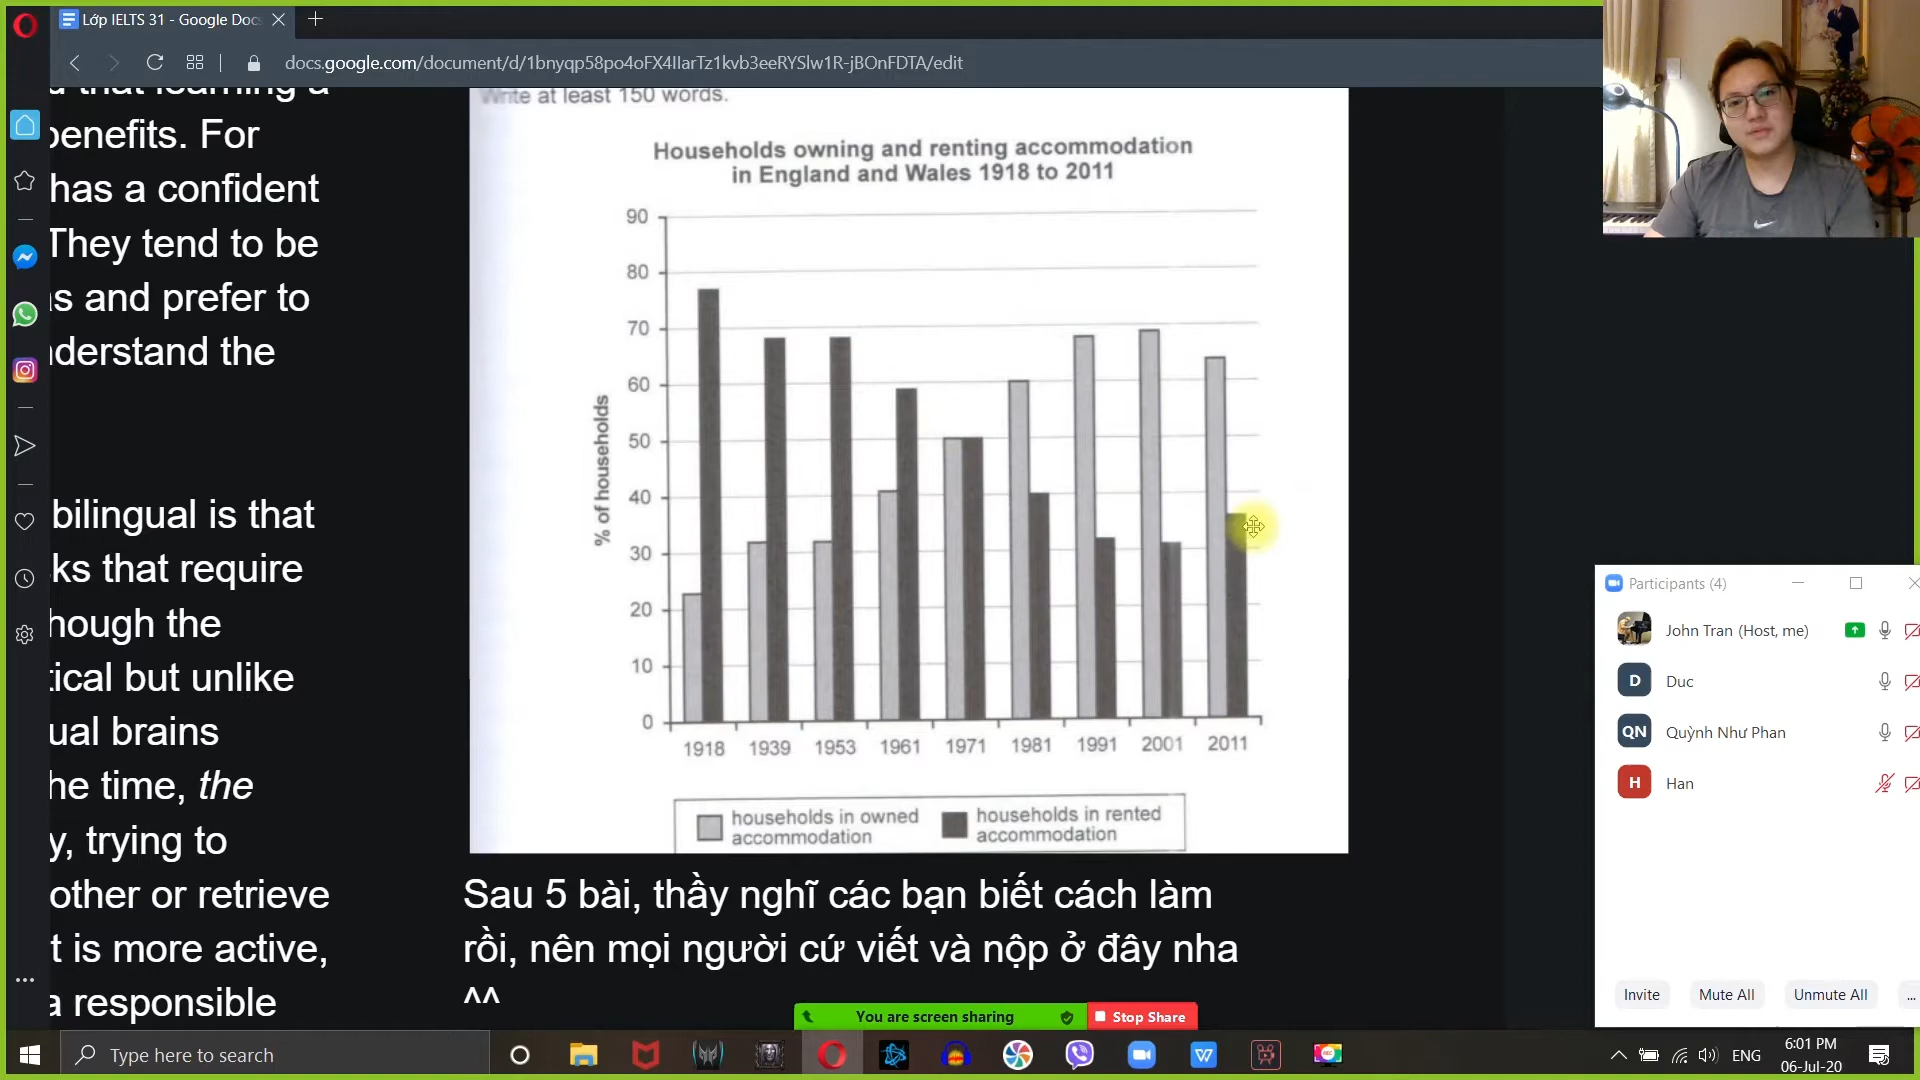 Lớp IELTS 31 - Google Doc
docs.google.com/document/d/1bnyqp58po4oFX4IIarTz1kvb3eeRYSlw1R-jBOnFDTA/edit
d that learning a
benefits. For
has a confident
They tend to be
as and prefer to
nderstand the
bilingual is that
ks that require
hough the
tical but unlike
ual brains
he time, the
y, trying to
other or retrieve
t is more active,
a responsible
Write at least 150 words.
Households owning and renting accommodation
in England and Wales 1918 to 2011
% of households
90
80
70
60
50
40
30
20
10
0
1918 1939 1953 1961 1971 1981 1991 2001 2011
households in owned
accommodation
households in rented
accommodation
Sau 5 bài, thầy nghĩ các bạn biết cách làm
rồi, nên mọi người cứ viết và nộp ở đây nha
^^
Participants (4)
John Tran (Host, me)
D Duc
QN Quỳnh Như Phan
H Han
Invite Mute All Unmute All ...
You are screen sharing Stop Share
Type here to search
ENG
6:01 PM
06-Jul-20